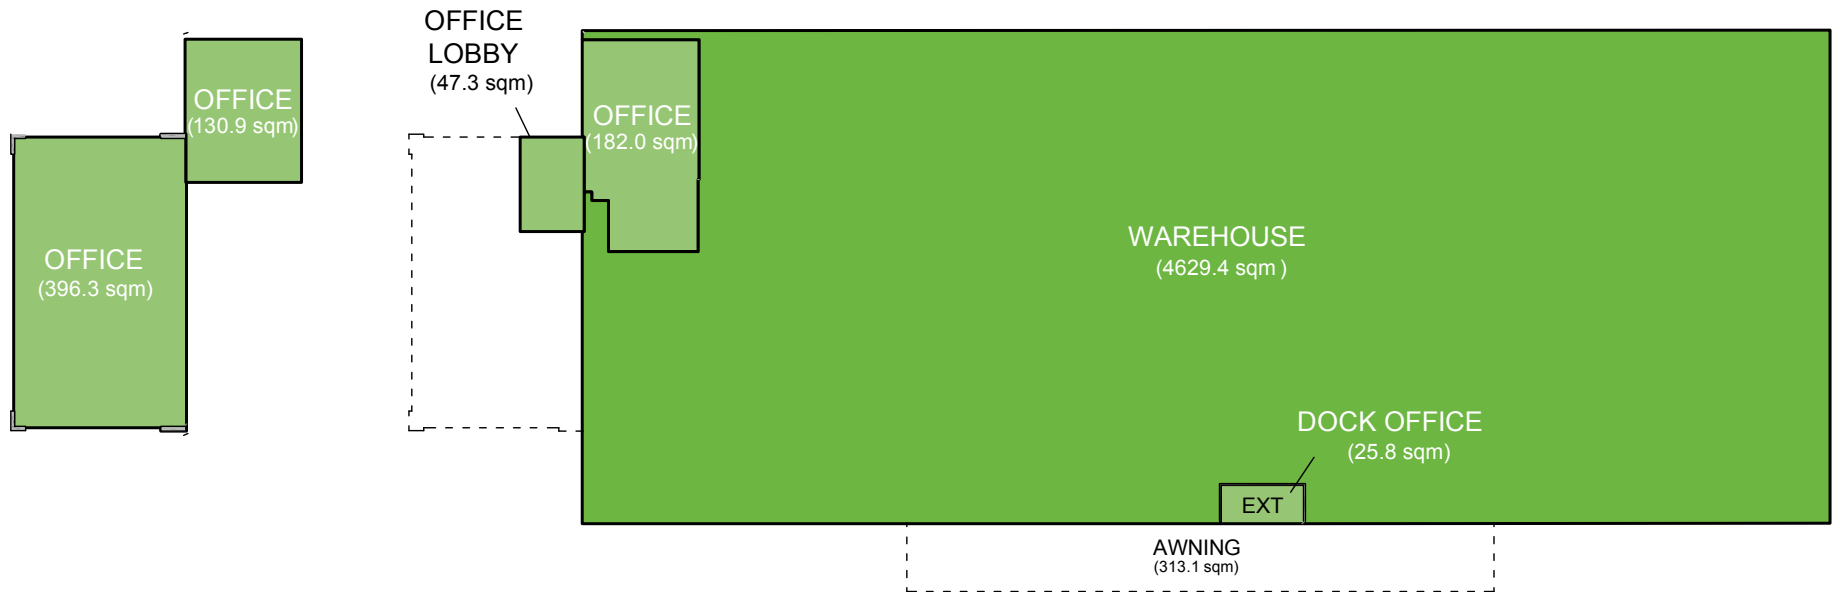 OFFICE
(130.9 sqm)
OFFICE
(396.3 sqm)
OFFICE
LOBBY
(47.3 sqm)
OFFICE
(182.0 sqm)
WAREHOUSE
(4629.4 sqm )
DOCK OFFICE
(25.8 sqm)
EXT
AWNING
(313.1 sqm)